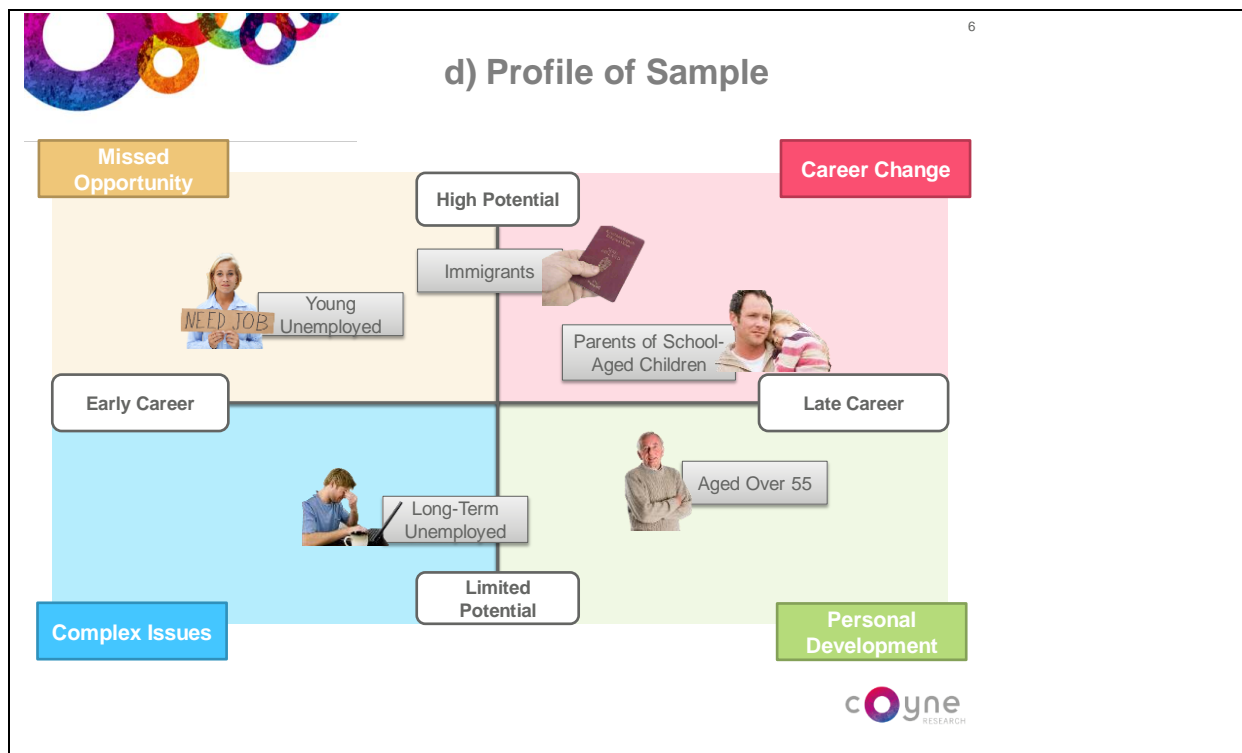 6
d) Profile of Sample
Missed
Opportunity
Career Change
High Potential
Immigrants
Young
Unemployed
NEED JOB
Parents of School-
Aged Children
Early Career
Late Career
Aged Over 55
Long-Term
Unemployed
Limited
Potential
Complex Issues
Personal
Development
coyne
RESEARCH